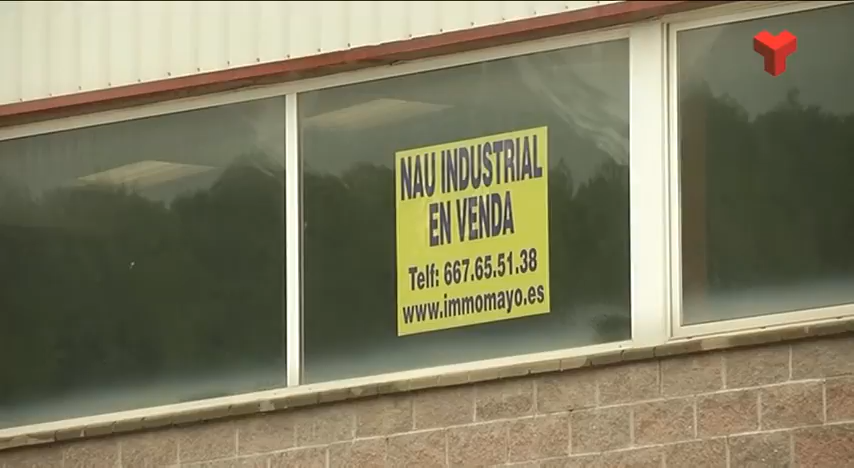 NAU INDUSTRIAL
EN VENDA
Telf: 667.65.51.38
www.immomayo.es